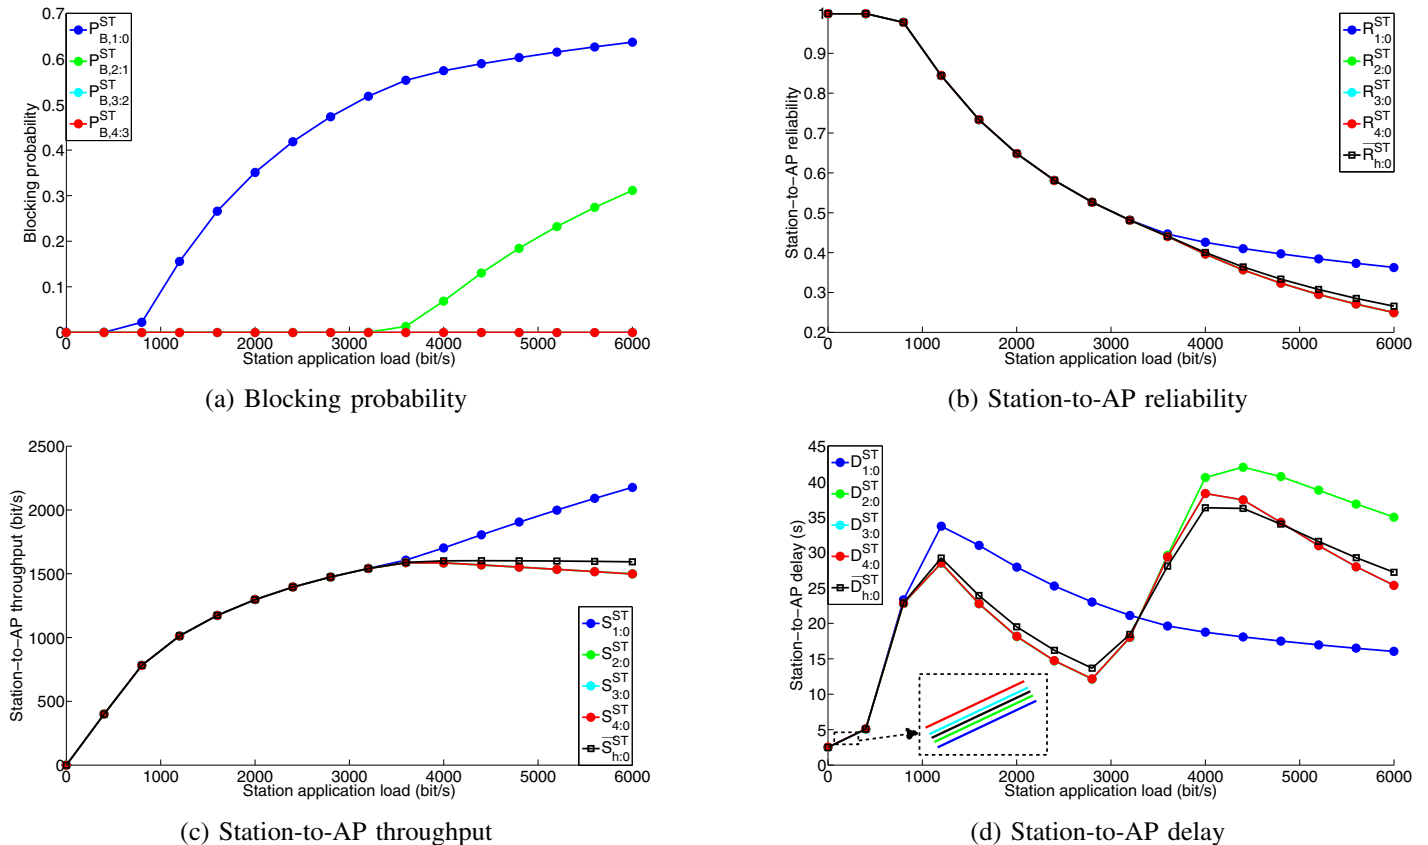 0.7
0.6
0.5
0.4
0.3
0.2
0.1
0
Blocking probability
P^ST_B,1:0
P^ST_B,2:1
P^ST_B,3:2
P^ST_B,4:3
0 1000 2000 3000 4000 5000 6000
Station application load (bit/s)
(a) Blocking probability
1
0.9
0.8
0.7
0.6
0.5
0.4
0.3
0.2
Station−to−AP reliability
R^ST_1:0
R^ST_2:0
R^ST_3:0
R^ST_4:0
R̅^ST_h:0
0 1000 2000 3000 4000 5000 6000
Station application load (bit/s)
(b) Station-to-AP reliability
2500
2000
1500
1000
500
0
Station−to−AP throughput (bit/s)
S^ST_1:0
S^ST_2:0
S^ST_3:0
S^ST_4:0
S̅^ST_h:0
0 1000 2000 3000 4000 5000 6000
Station application load (bit/s)
(c) Station-to-AP throughput
45
40
35
30
25
20
15
10
5
0
Station−to−AP delay (s)
D^ST_1:0
D^ST_2:0
D^ST_3:0
D^ST_4:0
D̅^ST_h:0
0 1000 2000 3000 4000 5000 6000
Station application load (bit/s)
(d) Station-to-AP delay